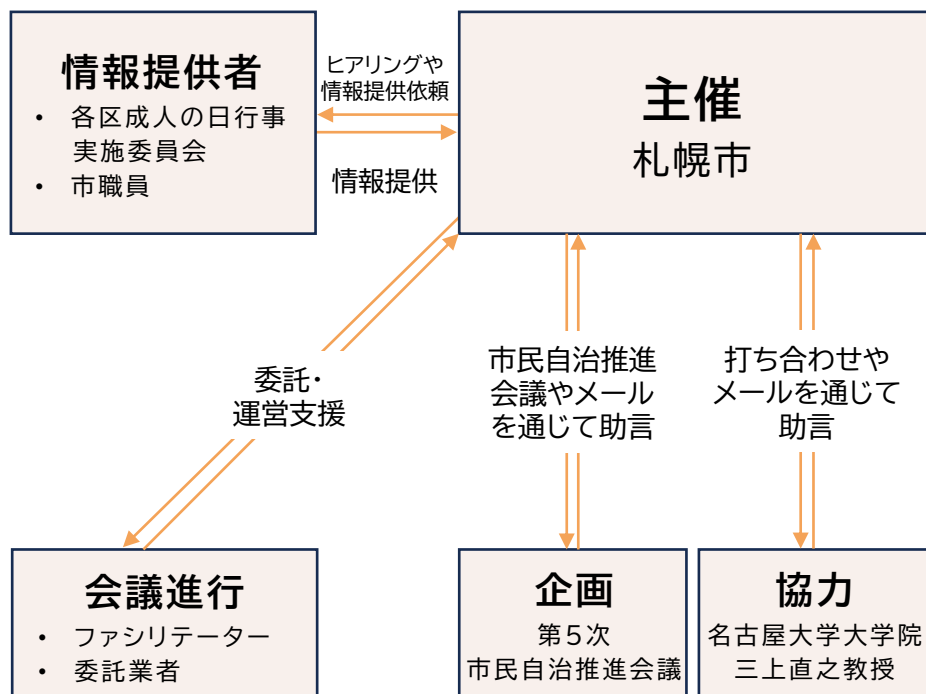 情報提供者
• 各区成人の日行事
実施委員会
• 市職員
ヒアリングや
情報提供依頼
情報提供
主催
札幌市
委託・
運営支援
市民自治推進
会議やメール
を通じて助言
打ち合わせや
メールを通じて
助言
会議進行
• ファシリテーター
• 委託業者
企画
第5次
市民自治推進会議
協力
名古屋大学大学院
三上直之教授